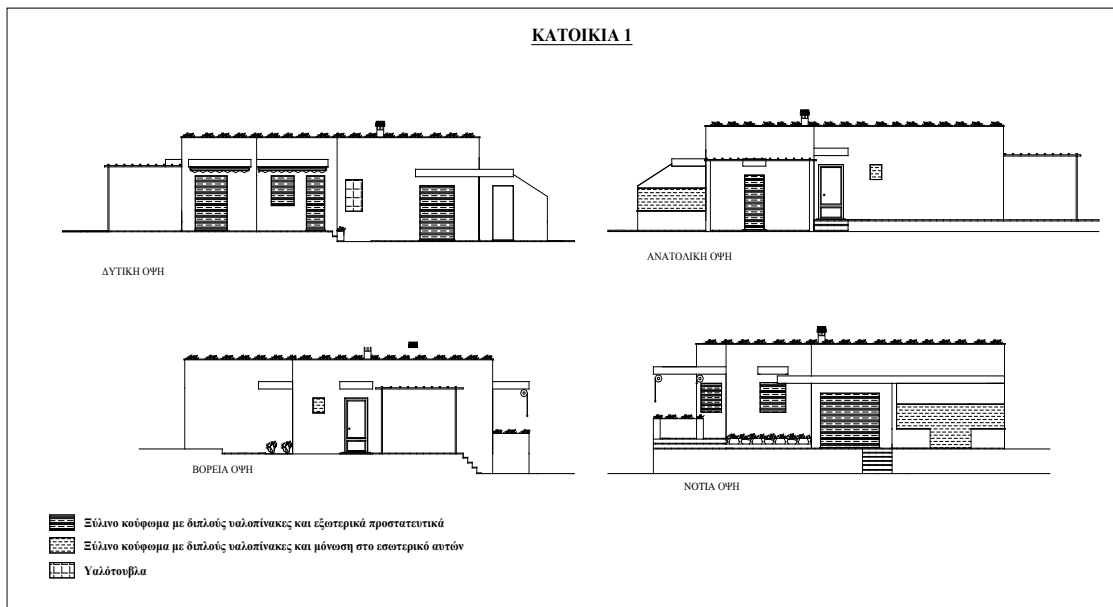 ΚΑΤΟΙΚΙΑ 1
ΔΥΤΙΚΗ ΟΨΗ
ΑΝΑΤΟΛΙΚΗ ΟΨΗ
ΒΟΡΕΙΑ ΟΨΗ
ΝΟΤΙΑ ΟΨΗ
Ξύλινο κούφωμα με διπλούς υαλοπίνακες και εξωτερικά προστατευτικά
Ξύλινο κούφωμα με διπλούς υαλοπίνακες και μόνωση στο εσωτερικό αυτών
Υαλότουβλα